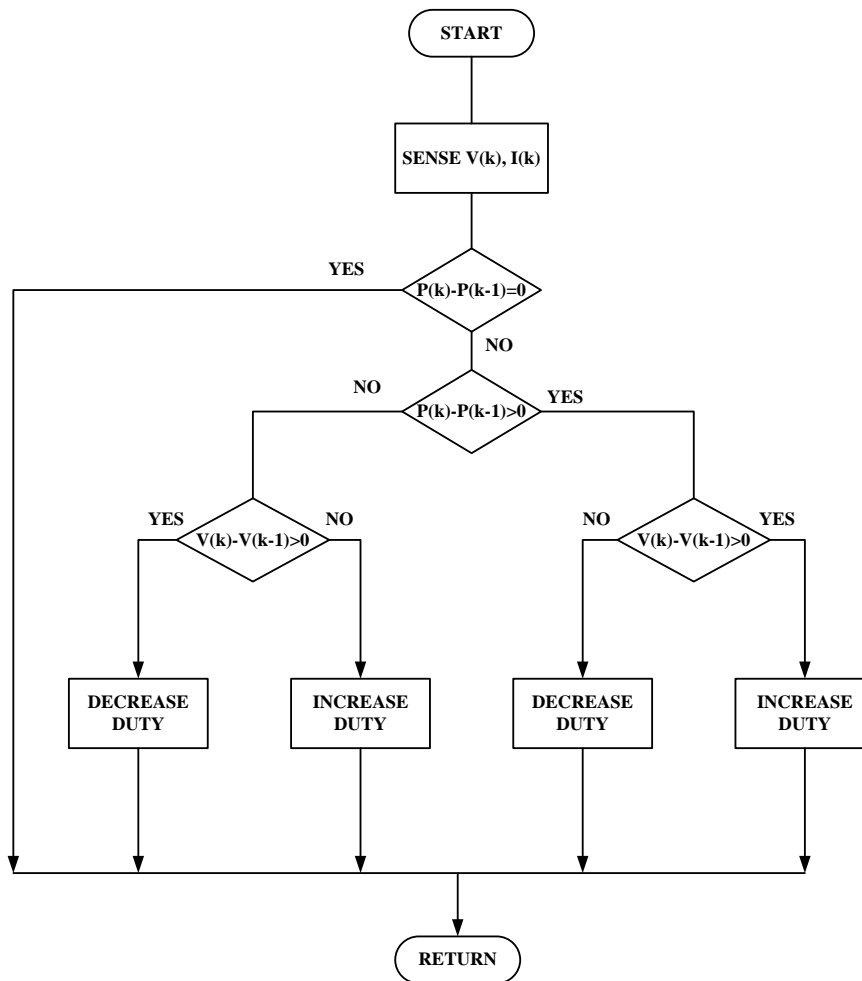 START
SENSE V(k), I(k)
YES
P(k)-P(k-1)=0
NO
NO
P(k)-P(k-1)>0
YES
YES
V(k)-V(k-1)>0
NO
NO
V(k)-V(k-1)>0
YES
DECREASE
DUTY
INCREASE
DUTY
DECREASE
DUTY
INCREASE
DUTY
RETURN